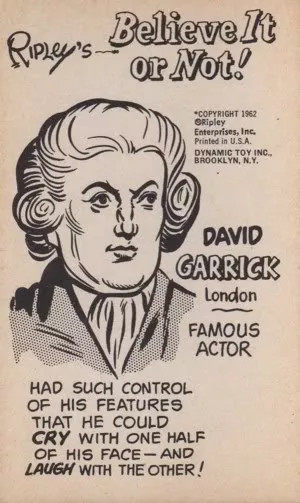 RIPLEY'S — Believe It
or Not!
*COPYRIGHT 1962
©Ripley
Enterprises, Inc.
Printed in U.S.A.
DYNAMIC TOY INC.,
BROOKLYN, N.Y.
DAVID
GARRICK
London
FAMOUS
ACTOR
HAD SUCH CONTROL
OF HIS FEATURES
THAT HE COULD
CRY WITH ONE HALF
OF HIS FACE — AND
LAUGH WITH THE OTHER!